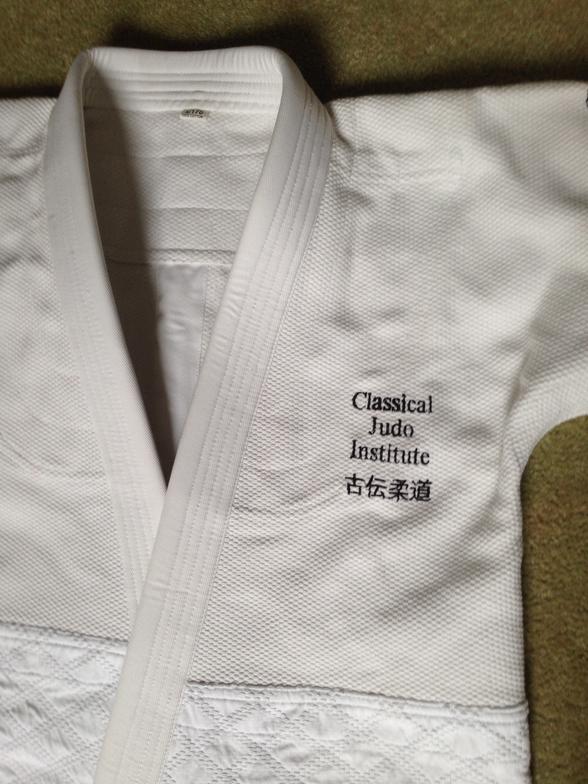 Classical
Judo
Institute
古伝柔道